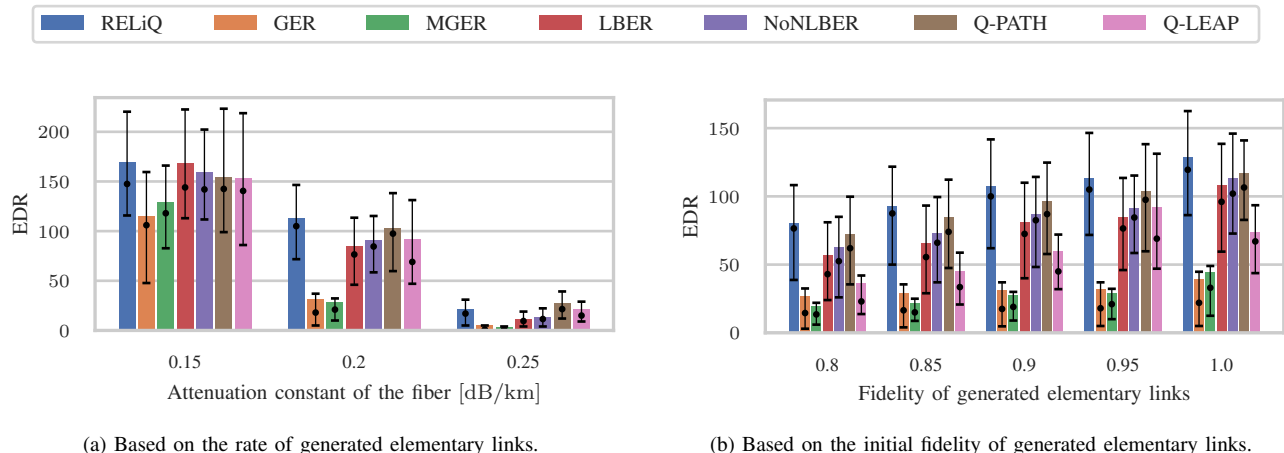 RELiQ GER MGER LBER NoNLBER Q-PATH Q-LEAP
EDR
200
150
100
50
0
0.15 0.2 0.25
Attenuation constant of the fiber [dB/km]
(a) Based on the rate of generated elementary links.
EDR
150
100
50
0
0.8 0.85 0.9 0.95 1.0
Fidelity of generated elementary links
(b) Based on the initial fidelity of generated elementary links.